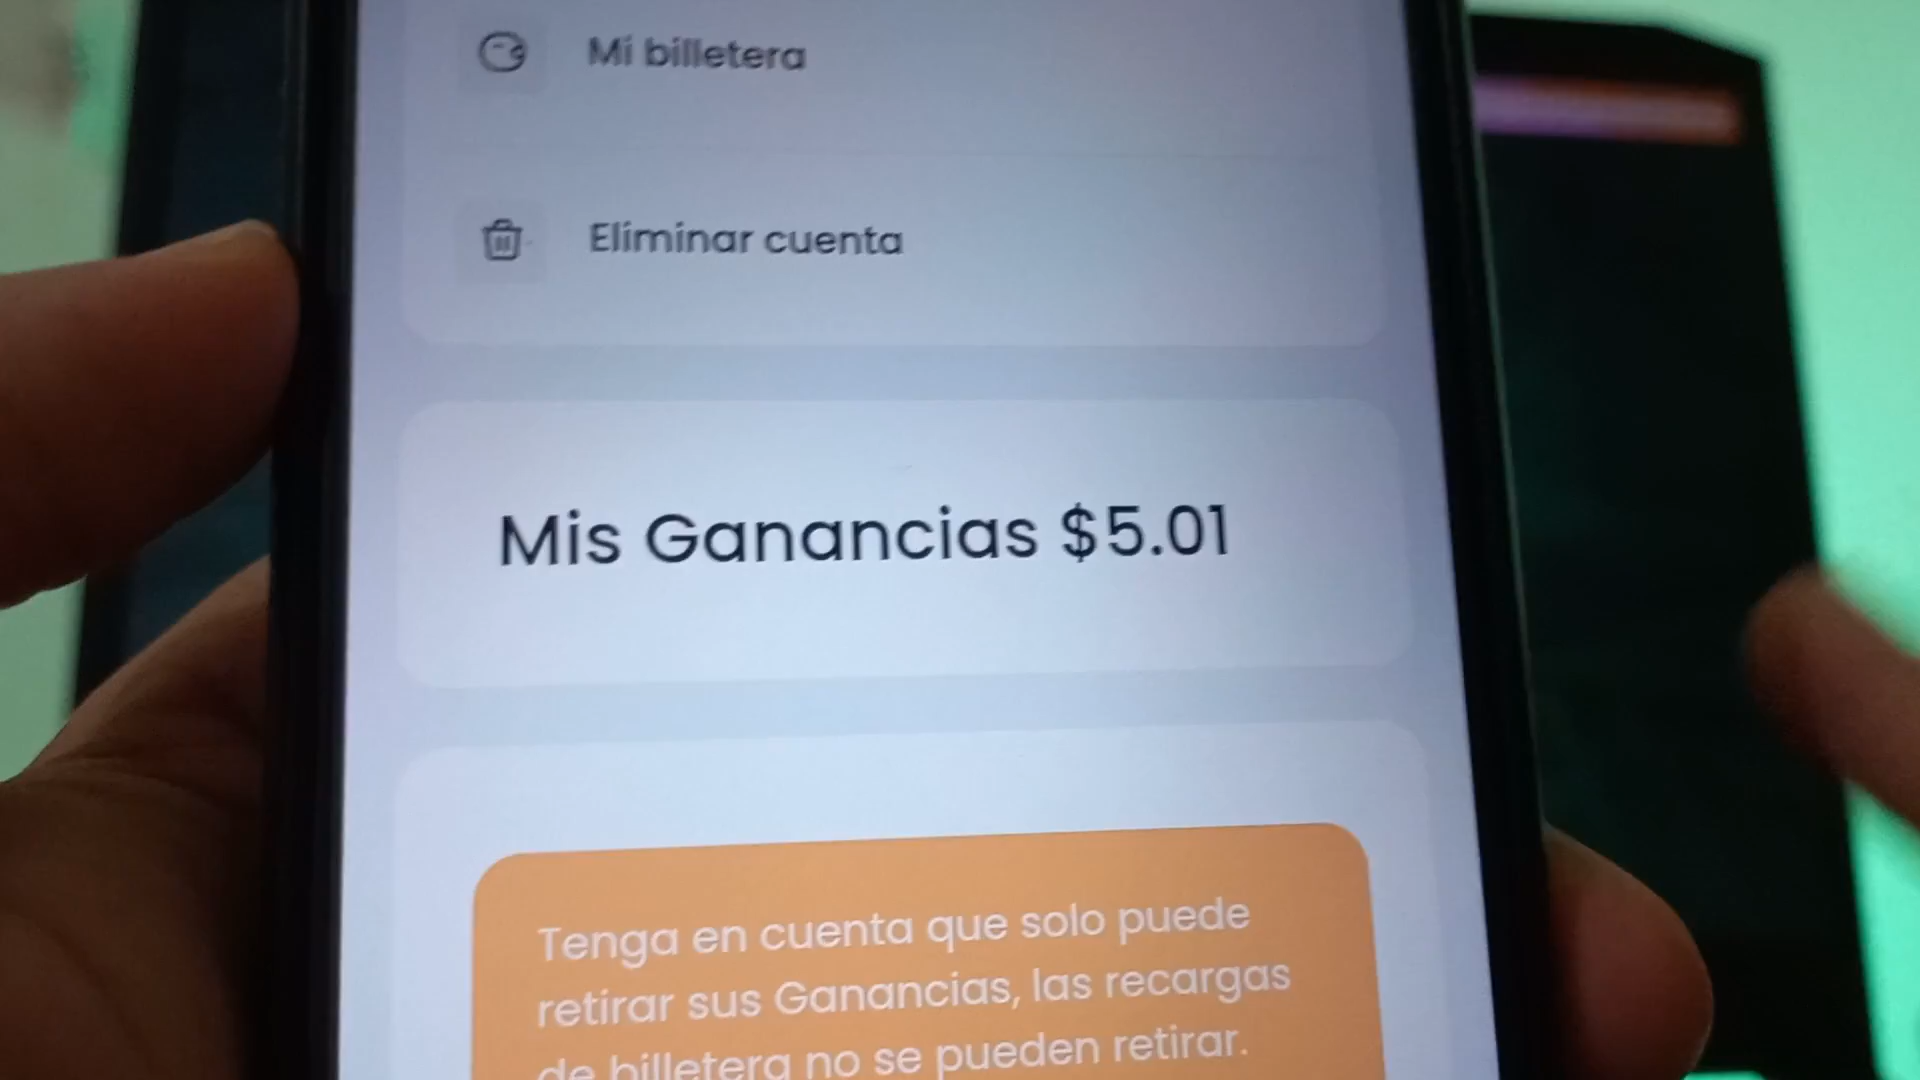 Mi billetera
Eliminar cuenta
Mis Ganancias $5.01
Tenga en cuenta que solo puede
retirar sus Ganancias, las recargas
de billetera no se pueden retirar.